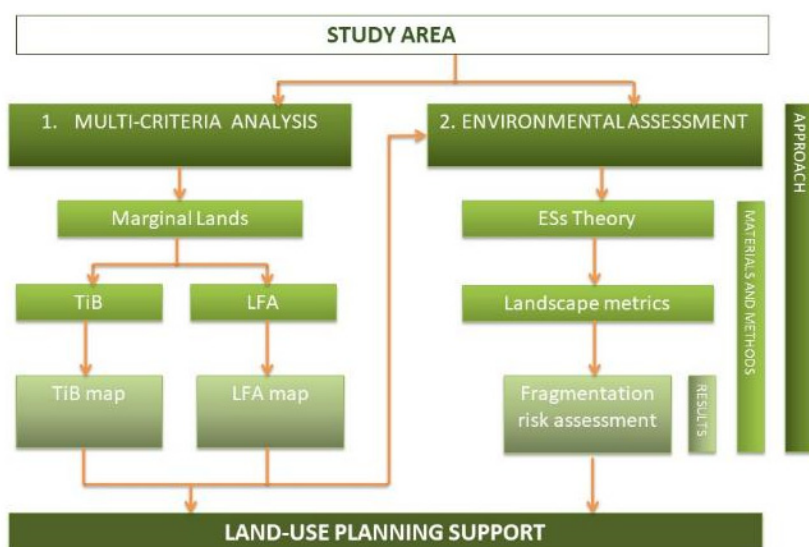 STUDY AREA
1. MULTI-CRITERIA ANALYSIS
2. ENVIRONMENTAL ASSESSMENT
APPROACH
Marginal Lands
ESs Theory
MATERIALS AND METHODS
TiB
LFA
Landscape metrics
TiB map
LFA map
Fragmentation
risk assessment
RESULTS
LAND-USE PLANNING SUPPORT